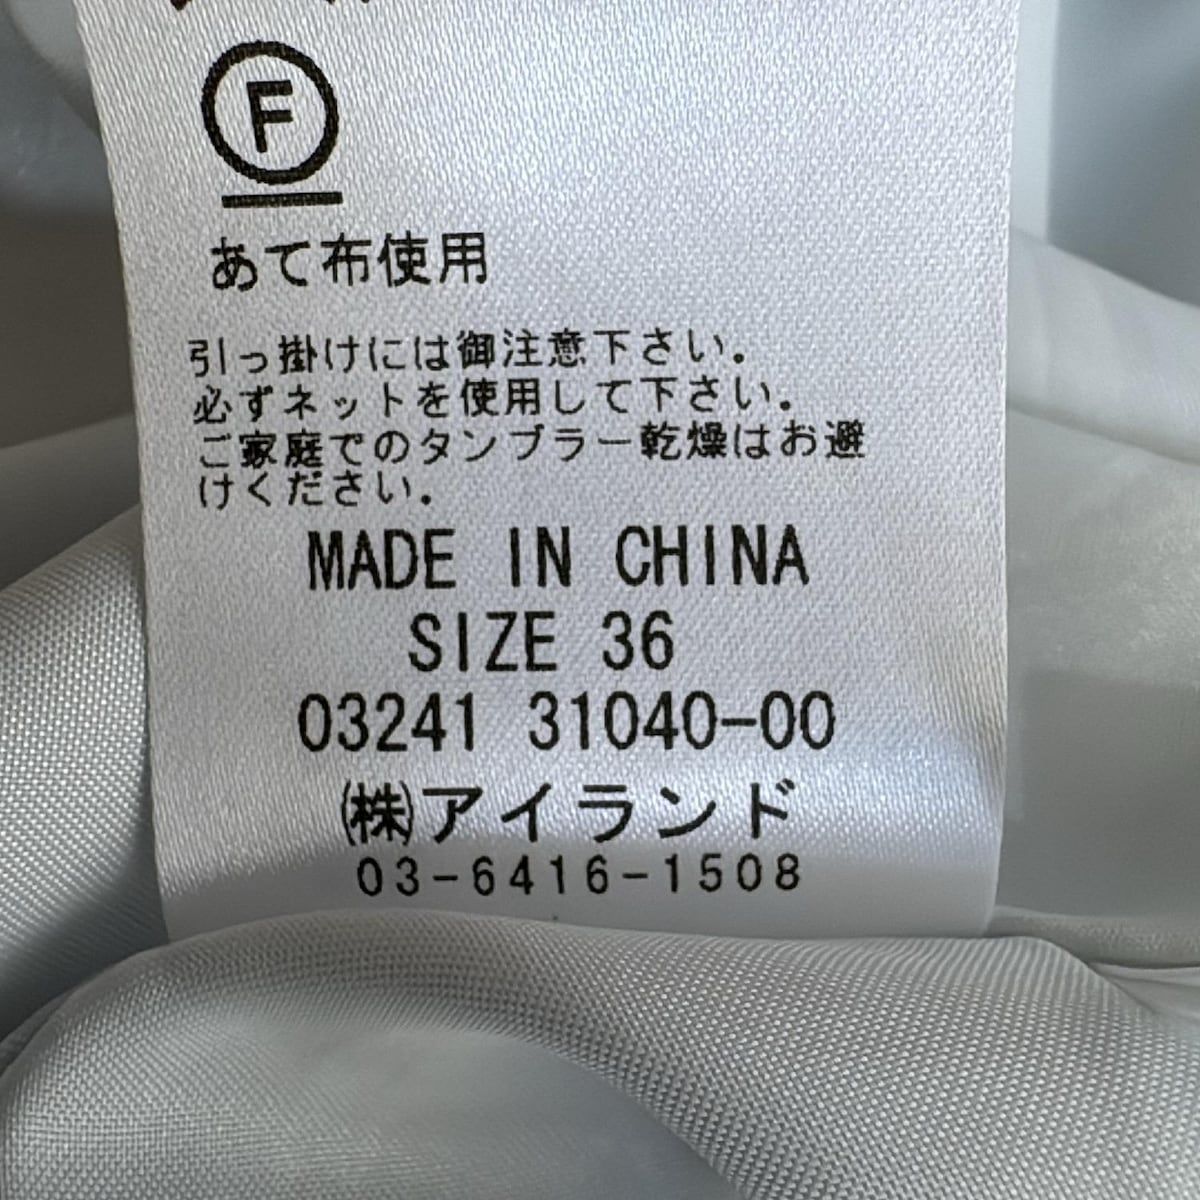 F
あて布使用
引っ掛けには御注意下さい.
必ずネットを使用して下さい.
ご家庭でのタンブラー乾燥はお避
けください.
MADE IN CHINA
SIZE 36
03241 31040-00
㈱アイランド
03-6416-1508